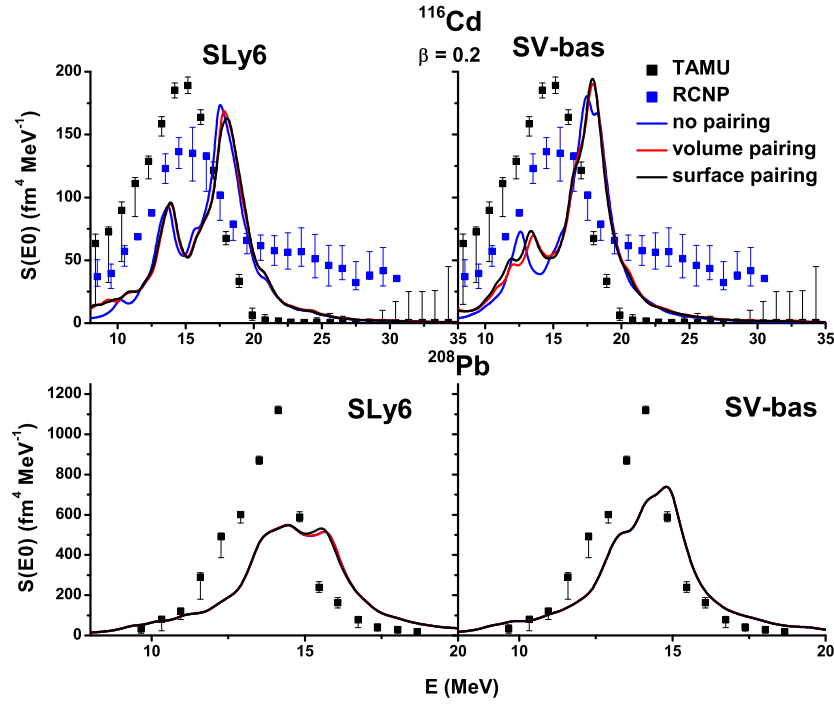 ¹¹⁶Cd
SLy6
β = 0.2
SV-bas
TAMU
RCNP
no pairing
volume pairing
surface pairing
S(E0) (fm⁴ MeV⁻¹)
200
150
100
50
0
10 15 20 25 30 35 10 15 20 25 30 35
²⁰⁸Pb
SLy6
SV-bas
S(E0) (fm⁴ MeV⁻¹)
1200
1000
800
600
400
200
0
10 15 20 10 15 20
E (MeV)